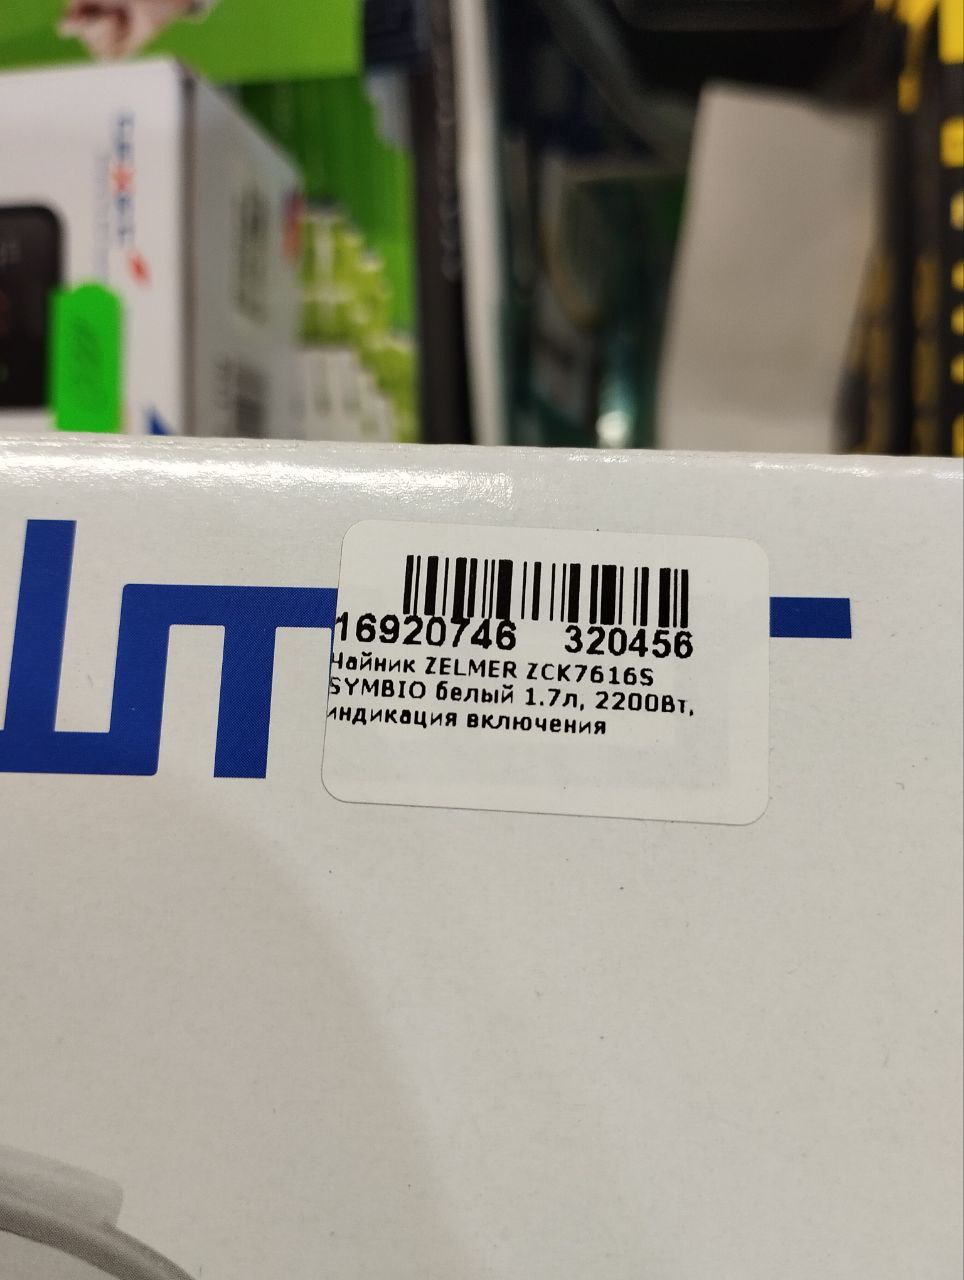 16920746 320456
Чайник ZELMER ZCK7616S
SYMBIO белый 1.7л, 2200Вт,
индикация включения